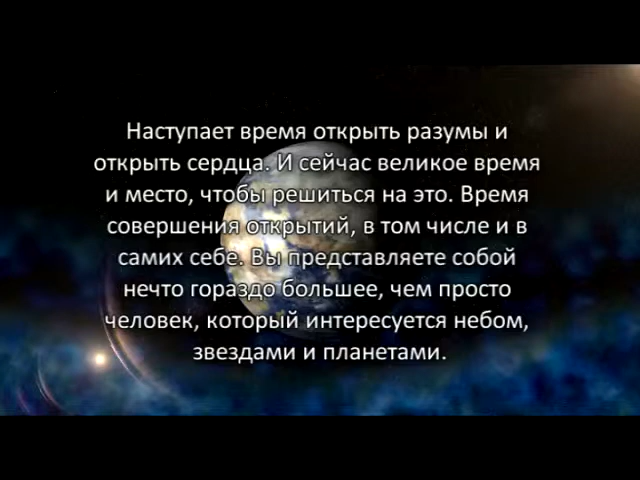 Наступает время открыть разумы и
открыть сердца. И сейчас великое время
и место, чтобы решиться на это. Время
совершения открытий, в том числе и в
самих себе. Вы представляете собой
нечто гораздо большее, чем просто
человек, который интересуется небом,
звездами и планетами.